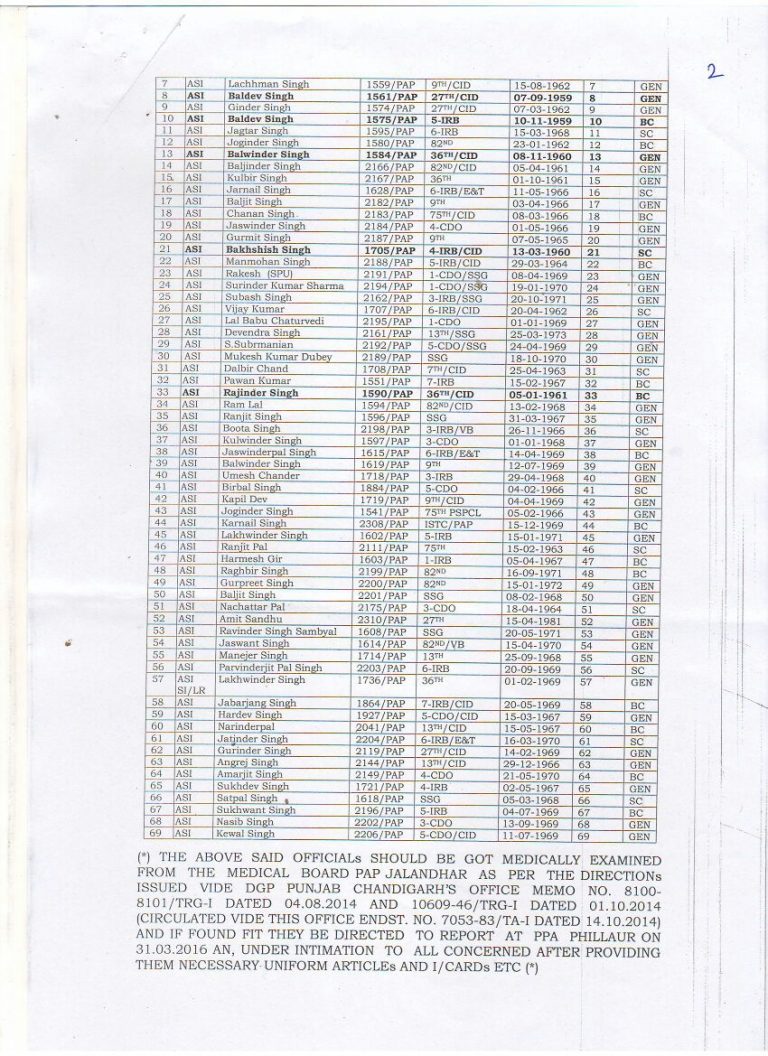 2
7 ASI Lachhman Singh 1559/PAP 9TH/CID 15-08-1962 7 GEN
8 ASI Baldev Singh 1561/PAP 27TH/CID 07-09-1959 8 GEN
9 ASI Ginder Singh 1574/PAP 27TH/CID 07-03-1962 9 GEN
10 ASI Baldev Singh 1575/PAP 5-IRB 10-11-1959 10 BC
11 ASI Jagtar Singh 1595/PAP 6-IRB 15-03-1968 11 SC
12 ASI Joginder Singh 1580/PAP 82ND 23-01-1962 12 BC
13 ASI Balwinder Singh 1584/PAP 36TH/CID 08-11-1960 13 GEN
14 ASI Baljinder Singh 2166/PAP 82ND/CID 05-04-1961 14 GEN
15 ASI Kulbir Singh 2167/PAP 36TH 01-10-1961 15 GEN
16 ASI Jarnail Singh 1628/PAP 6-IRB/E&T 11-05-1966 16 SC
17 ASI Baljit Singh 2182/PAP 9TH 03-04-1966 17 GEN
18 ASI Chanan Singh 2183/PAP 75TH/CID 08-03-1966 18 BC
19 ASI Jaswinder Singh 2184/PAP 4-CDO 01-05-1966 19 GEN
20 ASI Gurmit Singh 2187/PAP 9TH 07-05-1965 20 GEN
21 ASI Bakhshish Singh 1705/PAP 4-IRB/CID 13-03-1960 21 SC
22 ASI Manmohan Singh 2188/PAP 5-IRB/CID 29-03-1964 22 BC
23 ASI Rakesh (SPU) 2191/PAP 1-CDO/SSG 08-04-1969 23 GEN
24 ASI Surinder Kumar Sharma 2194/PAP 1-CDO/SSG 19-01-1970 24 GEN
25 ASI Subash Singh 2162/PAP 3-IRB/SSG 20-10-1971 25 GEN
26 ASI Vijay Kumar 1707/PAP 6-IRB/CID 20-04-1962 26 SC
27 ASI Lal Babu Chaturvedi 2195/PAP 1-CDO 01-01-1969 27 GEN
28 ASI Devendra Singh 2161/PAP 13TH/SSG 25-03-1973 28 GEN
29 ASI S.Subrmanian 2192/PAP 5-CDO/SSG 24-04-1969 29 GEN
30 ASI Mukesh Kumar Dubey 2189/PAP SSG 18-10-1970 30 GEN
31 ASI Dalbir Chand 1708/PAP 7TH/CID 25-04-1963 31 SC
32 ASI Pawan Kumar 1551/PAP 7-IRB 15-02-1967 32 BC
33 ASI Rajinder Singh 1590/PAP 36TH/CID 05-01-1961 33 BC
34 ASI Ram Lal 1594/PAP 82ND/CID 13-02-1968 34 GEN
35 ASI Ranjit Singh 1596/PAP SSG 31-03-1967 35 GEN
36 ASI Boota Singh 2198/PAP 3-IRB/VB 26-11-1966 36 SC
37 ASI Kulwinder Singh 1597/PAP 3-CDO 01-01-1968 37 GEN
38 ASI Jaswinderpal Singh 1615/PAP 6-IRB/E&T 14-04-1969 38 BC
39 ASI Balwinder Singh 1619/PAP 9TH 12-07-1969 39 GEN
40 ASI Umesh Chander 1718/PAP 3-IRB 29-04-1968 40 GEN
41 ASI Birbal Singh 1884/PAP 5-CDO 04-02-1966 41 SC
42 ASI Kapil Dev 1719/PAP 9TH/CID 04-04-1969 42 GEN
43 ASI Joginder Singh 1541/PAP 75TH PSPCL 05-02-1966 43 GEN
44 ASI Karnail Singh 2308/PAP ISTC/PAP 15-12-1969 44 BC
45 ASI Lakhwinder Singh 1602/PAP 5-IRB 15-01-1971 45 GEN
46 ASI Ranjit Pal 2111/PAP 75TH 15-02-1963 46 SC
47 ASI Harmesh Gir 1603/PAP 1-IRB 05-04-1967 47 BC
48 ASI Raghbir Singh 2199/PAP 82ND 16-09-1971 48 BC
49 ASI Gurpreet Singh 2200/PAP 82ND 15-01-1972 49 GEN
50 ASI Baljit Singh 2201/PAP SSG 08-02-1968 50 GEN
51 ASI Nachattar Pal 2175/PAP 3-CDO 18-04-1964 51 SC
52 ASI Amit Sandhu 2310/PAP 27TH 15-04-1981 52 GEN
53 ASI Ravinder Singh Sambyal 1608/PAP SSG 20-05-1971 53 GEN
54 ASI Jaswant Singh 1614/PAP 82ND/VB 15-04-1970 54 GEN
55 ASI Manejer Singh 1714/PAP 13TH 25-09-1968 55 GEN
56 ASI Parvinderjit Pal Singh 2203/PAP 6-IRB 20-09-1969 56 SC
57 ASI Lakhwinder Singh 1736/PAP 36TH 01-02-1969 57 GEN
SI/LR
58 ASI Jabarjang Singh 1864/PAP 7-IRB/CID 20-05-1969 58 BC
59 ASI Hardev Singh 1927/PAP 5-CDO/CID 15-03-1967 59 GEN
60 ASI Narinderpal 2041/PAP 13TH/CID 15-05-1967 60 BC
61 ASI Jatinder Singh 2204/PAP 6-IRB/E&T 16-03-1970 61 SC
62 ASI Gurinder Singh 2119/PAP 27TH/CID 14-02-1969 62 GEN
63 ASI Angrej Singh 2144/PAP 13TH/CID 29-12-1966 63 GEN
64 ASI Amarjit Singh 2149/PAP 4-CDO 21-05-1970 64 BC
65 ASI Sukhdev Singh 1721/PAP 4-IRB 02-05-1967 65 GEN
66 ASI Satpal Singh 1618/PAP SSG 05-03-1968 66 SC
67 ASI Sukhwant Singh 2196/PAP 5-IRB 04-07-1969 67 BC
68 ASI Nasib Singh 2202/PAP 3-CDO 13-09-1969 68 GEN
69 ASI Kewal Singh 2206/PAP 5-CDO/CID 11-07-1969 69 GEN
(*) THE ABOVE SAID OFFICIALs SHOULD BE GOT MEDICALLY EXAMINED
FROM THE MEDICAL BOARD PAP JALANDHAR AS PER THE DIRECTIONs
ISSUED VIDE DGP PUNJAB CHANDIGARH'S OFFICE MEMO NO. 8100-
8101/TRG-I DATED 04.08.2014 AND 10609-46/TRG-I DATED 01.10.2014
(CIRCULATED VIDE THIS OFFICE ENDST. NO. 7053-83/TA-I DATED 14.10.2014)
AND IF FOUND FIT THEY BE DIRECTED TO REPORT AT PPA PHILLAUR ON
31.03.2016 AN, UNDER INTIMATION TO ALL CONCERNED AFTER PROVIDING
THEM NECESSARY UNIFORM ARTICLEs AND I/CARDs ETC (*)